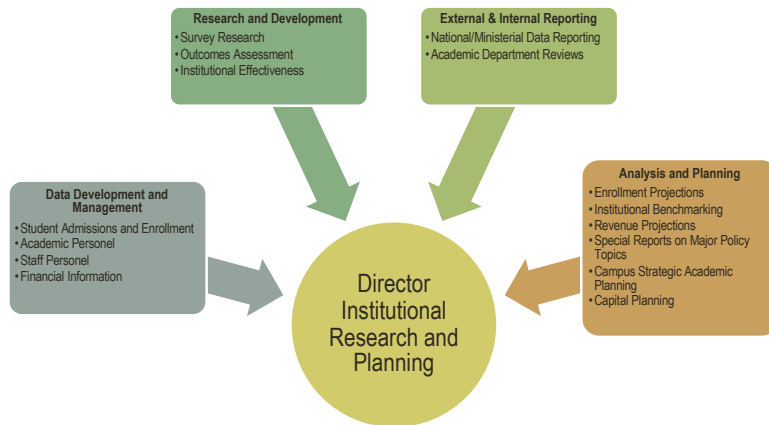 Research and Development
• Survey Research
• Outcomes Assessment
• Institutional Effectiveness
External & Internal Reporting
• National/Ministerial Data Reporting
• Academic Department Reviews
Data Development and
Management
• Student Admissions and Enrollment
• Academic Personel
• Staff Personel
• Financial Information
Analysis and Planning
• Enrollment Projections
• Institutional Benchmarking
• Revenue Projections
• Special Reports on Major Policy
Topics
• Campus Strategic Academic
Planning
• Capital Planning
Director
Institutional
Research and
Planning